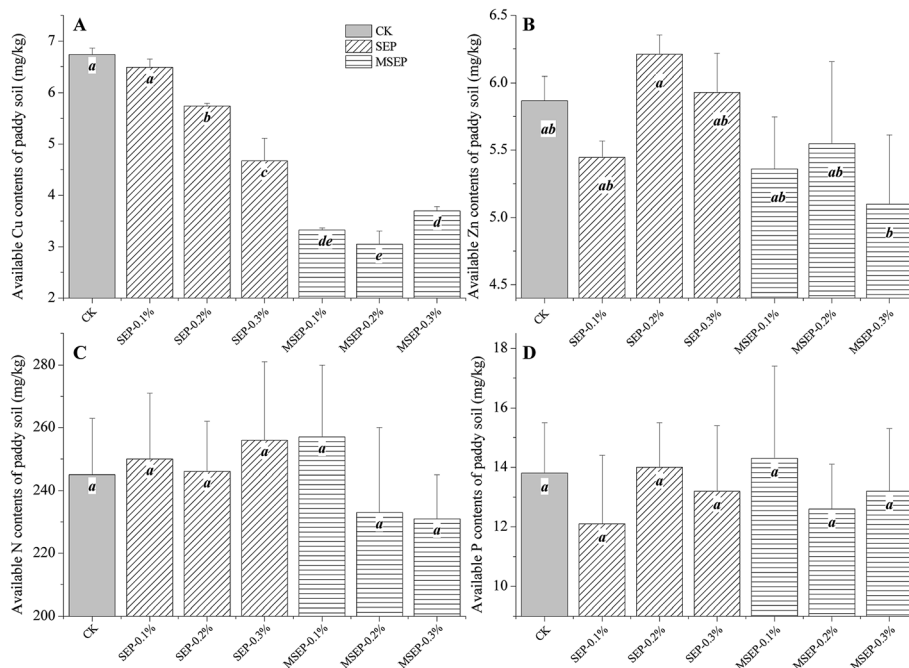 A
CK
SEP
MSEP
Available Cu contents of paddy soil (mg/kg)
7
6
5
4
3
2
a
a
b
c
de
e
d
CK
SEP-0.1%
SEP-0.2%
SEP-0.3%
MSEP-0.1%
MSEP-0.2%
MSEP-0.3%
B
Available Zn contents of paddy soil (mg/kg)
6.5
6.0
5.5
5.0
4.5
ab
ab
a
ab
ab
ab
b
CK
SEP-0.1%
SEP-0.2%
SEP-0.3%
MSEP-0.1%
MSEP-0.2%
MSEP-0.3%
C
Available N contents of paddy soil (mg/kg)
280
260
240
220
200
a
a
a
a
a
a
a
CK
SEP-0.1%
SEP-0.2%
SEP-0.3%
MSEP-0.1%
MSEP-0.2%
MSEP-0.3%
D
Available P contents of paddy soil (mg/kg)
18
16
14
12
10
a
a
a
a
a
a
a
CK
SEP-0.1%
SEP-0.2%
SEP-0.3%
MSEP-0.1%
MSEP-0.2%
MSEP-0.3%